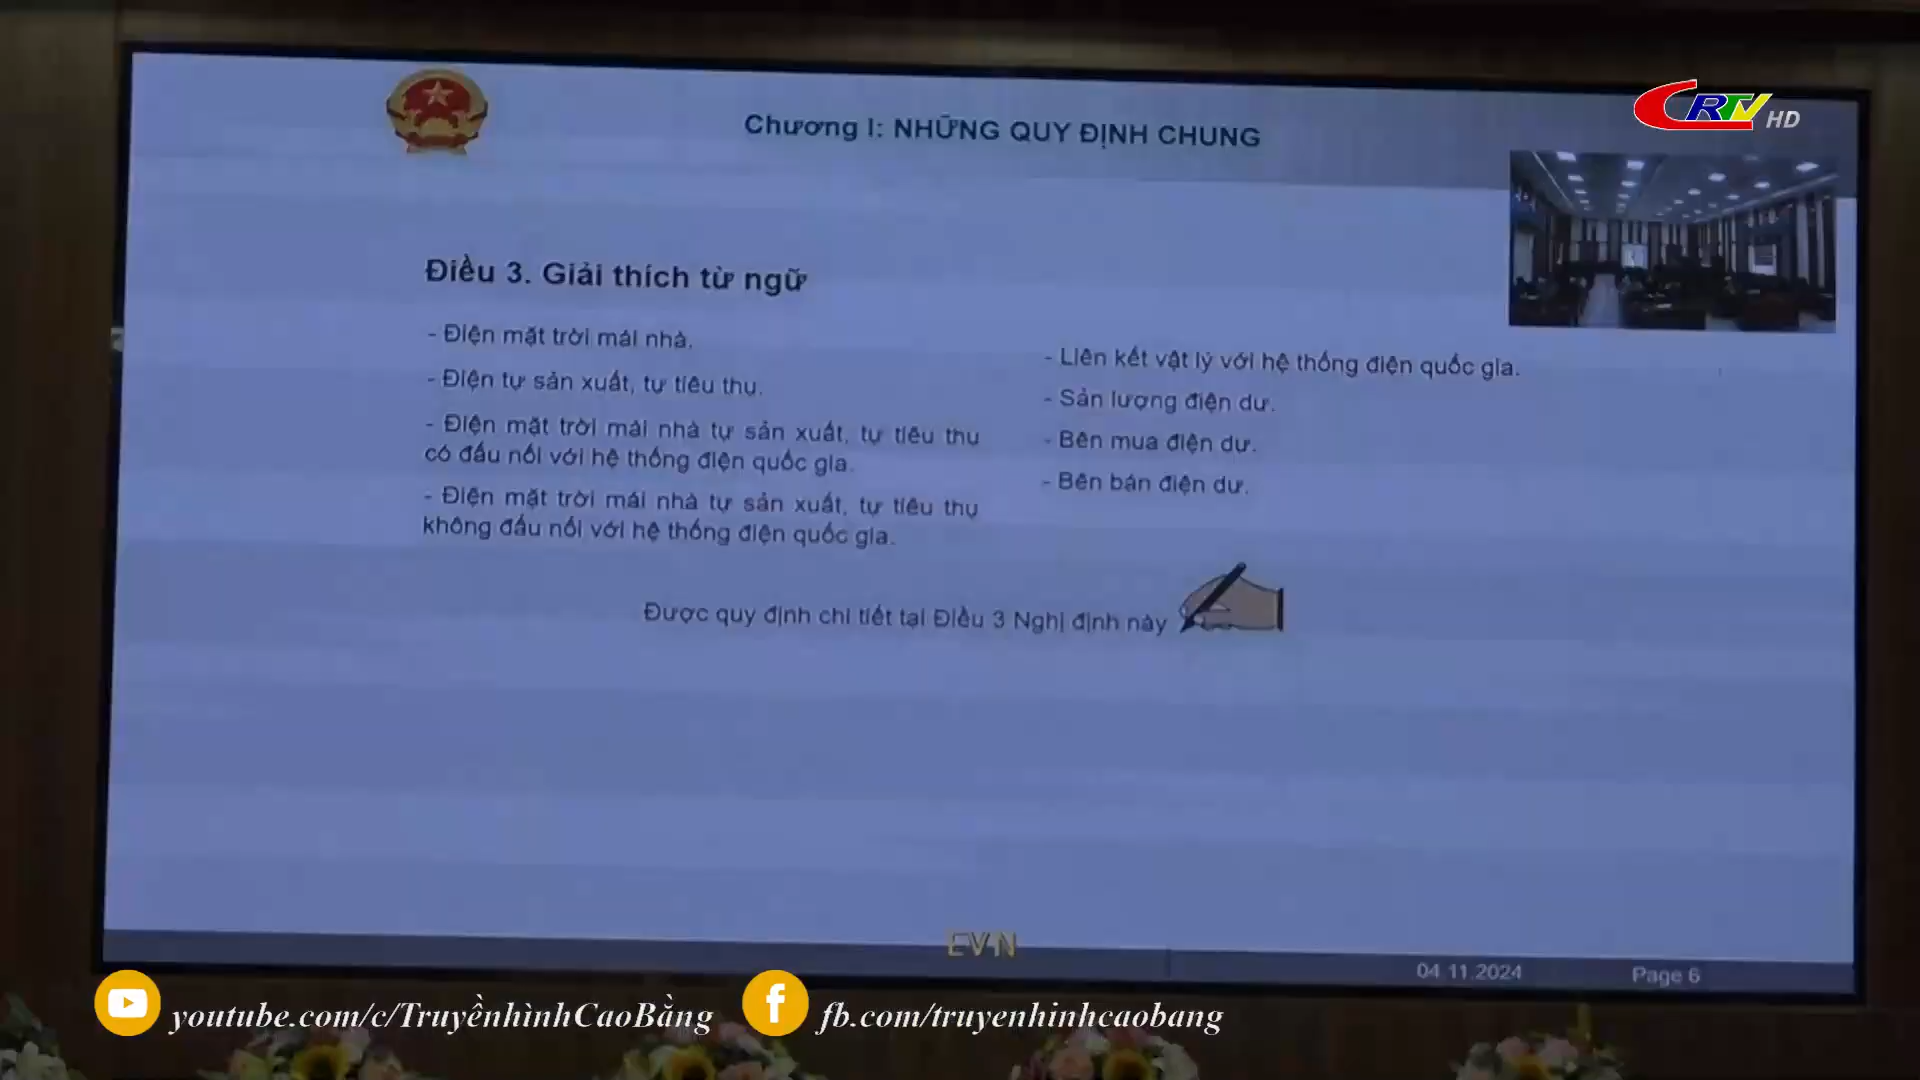 Chương I: NHỮNG QUY ĐỊNH CHUNG
CRTV HD
Điều 3. Giải thích từ ngữ
- Điện mặt trời mái nhà.
- Điện tự sản xuất, tự tiêu thụ.
- Điện mặt trời mái nhà tự sản xuất, tự tiêu thụ
có đấu nối với hệ thống điện quốc gia.
- Điện mặt trời mái nhà tự sản xuất, tự tiêu thụ
không đấu nối với hệ thống điện quốc gia.
- Liên kết vật lý với hệ thống điện quốc gia.
- Sản lượng điện dư.
- Bên mua điện dư.
- Bên bán điện dư.
Được quy định chi tiết tại Điều 3 Nghị định này
EVN
04.11.2024
Page 6
youtube.com/c/TruyềnhìnhCaoBằng
fb.com/truyenhinhcaobang